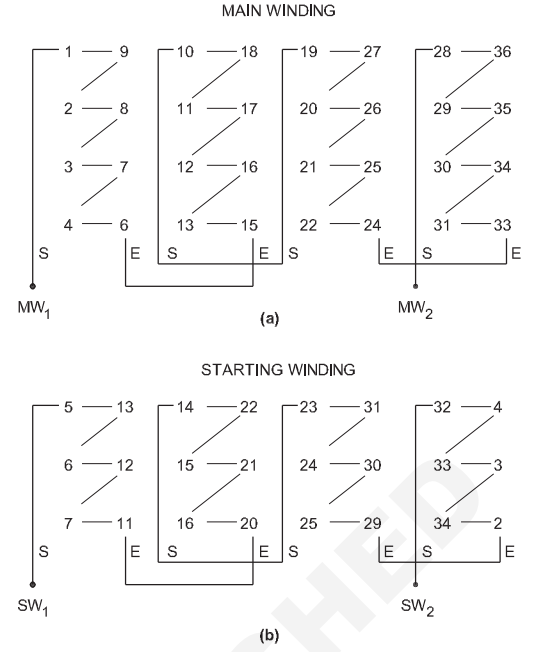 MAIN WINDING
1 9 10 18 19 27 28 36
2 8 11 17 20 26 29 35
3 7 12 16 21 25 30 34
4 6 13 15 22 24 31 33
S E S E S E S E
MW1 MW2
(a)
STARTING WINDING
5 13 14 22 23 31 32 4
6 12 15 21 24 30 33 3
7 11 16 20 25 29 34 2
S E S E S E S E
SW1 SW2
(b)